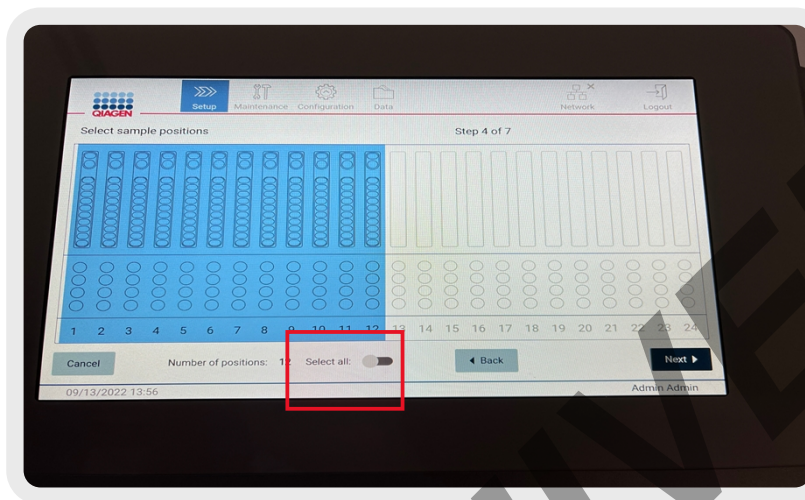 QIAGEN
Setup Maintenance Configuration Data Network Logout
Select sample positions Step 4 of 7
1 2 3 4 5 6 7 8 9 10 11 12 13 14 15 16 17 18 19 20 21 22 23 24
Cancel Number of positions: 12 Select all: Back Next
09/13/2022 13:56 Admin Admin